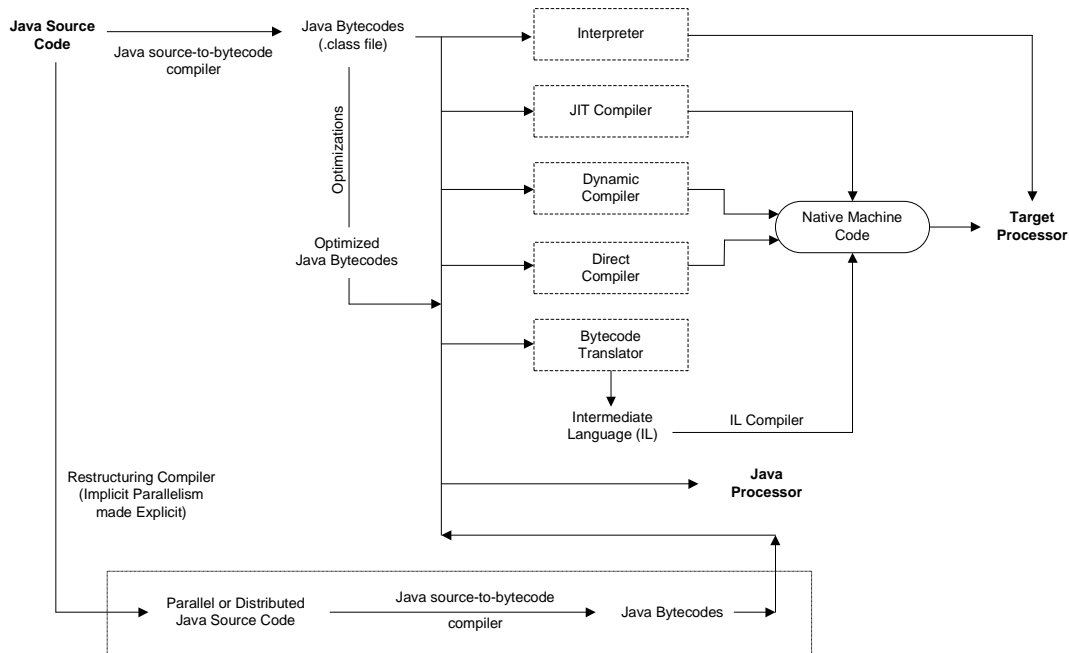 Java Source
Code
Java source-to-bytecode
compiler
Java Bytecodes
(.class file)
Optimizations
Optimized
Java Bytecodes
Interpreter
JIT Compiler
Dynamic
Compiler
Direct
Compiler
Bytecode
Translator
Intermediate
Language (IL)
IL Compiler
Native Machine
Code
Target
Processor
Java
Processor
Restructuring Compiler
(Implicit Parallelism
made Explicit)
Parallel or Distributed
Java Source Code
Java source-to-bytecode
compiler
Java Bytecodes